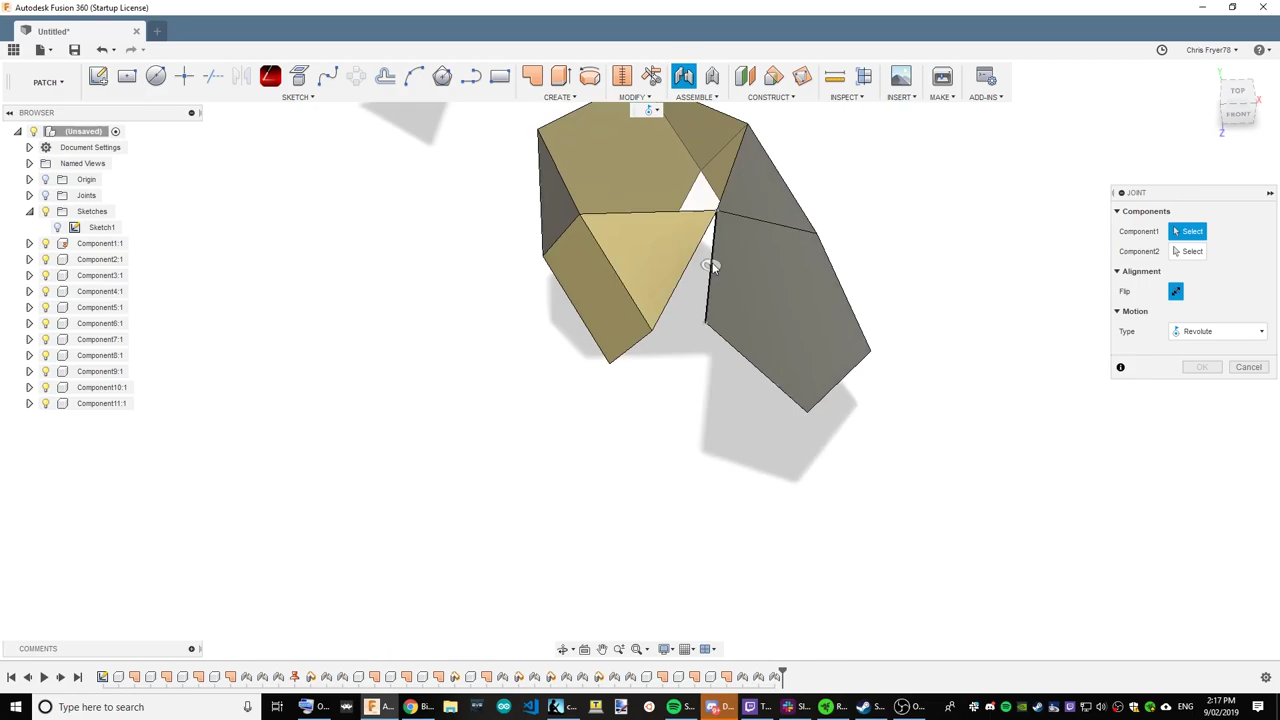 Autodesk Fusion 360 (Startup License)
Untitled*
Chris Fryer78
PATCH
SKETCH
CREATE
MODIFY
ASSEMBLE
CONSTRUCT
INSPECT
INSERT
MAKE
ADD-INS
TOP
FRONT
X
Y
Z
BROWSER
(Unsaved)
Document Settings
Named Views
Origin
Joints
Sketches
Sketch1
Component1:1
Component2:1
Component3:1
Component4:1
Component5:1
Component6:1
Component7:1
Component8:1
Component9:1
Component10:1
Component11:1
JOINT
Components
Component1 Select
Component2 Select
Alignment
Flip
Motion
Type Revolute
OK Cancel
COMMENTS
Type here to search
O...
A...
Bi...
C...
S...
D...
T...
Sl...
R...
O...
2:17 PM
9/02/2019